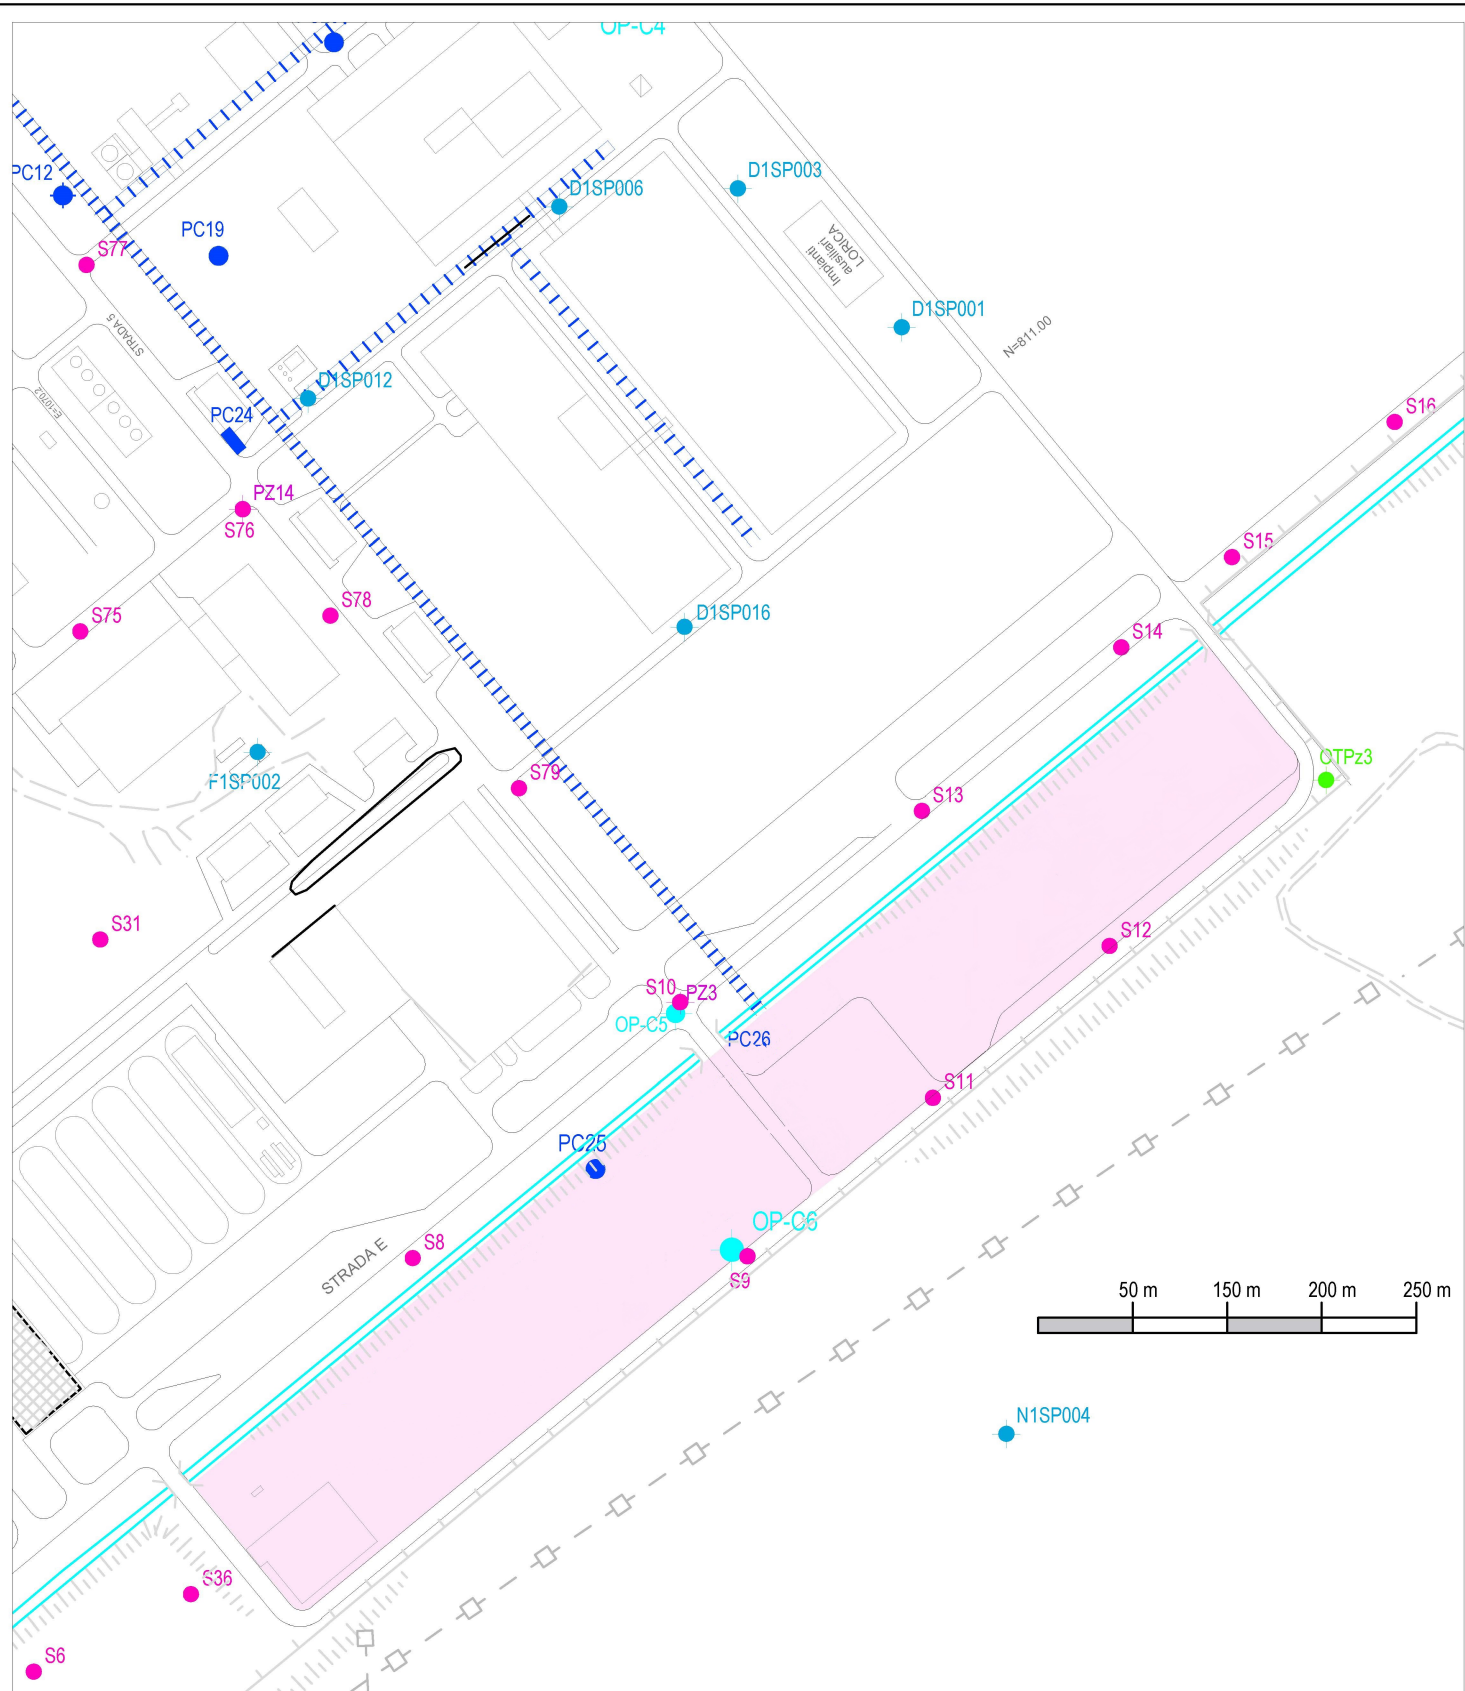 OP-C4
PC12
D1SP003
D1SP006
PC19
S77
Impianti
ausiliari
LORICA
D1SP001
STRADA 5
N=811.00
D1SP012
E=1070.2
PC24
S16
PZ14
S76
S15
S78
S75
D1SP016
S14
OTPz3
S79
F1SP002
S13
S31
S12
S10
PZ3
OP-C5
PC26
S11
PC25
OP-C6
S8
STRADA E
S9
50 m
150 m
200 m
250 m
N1SP004
S36
S6